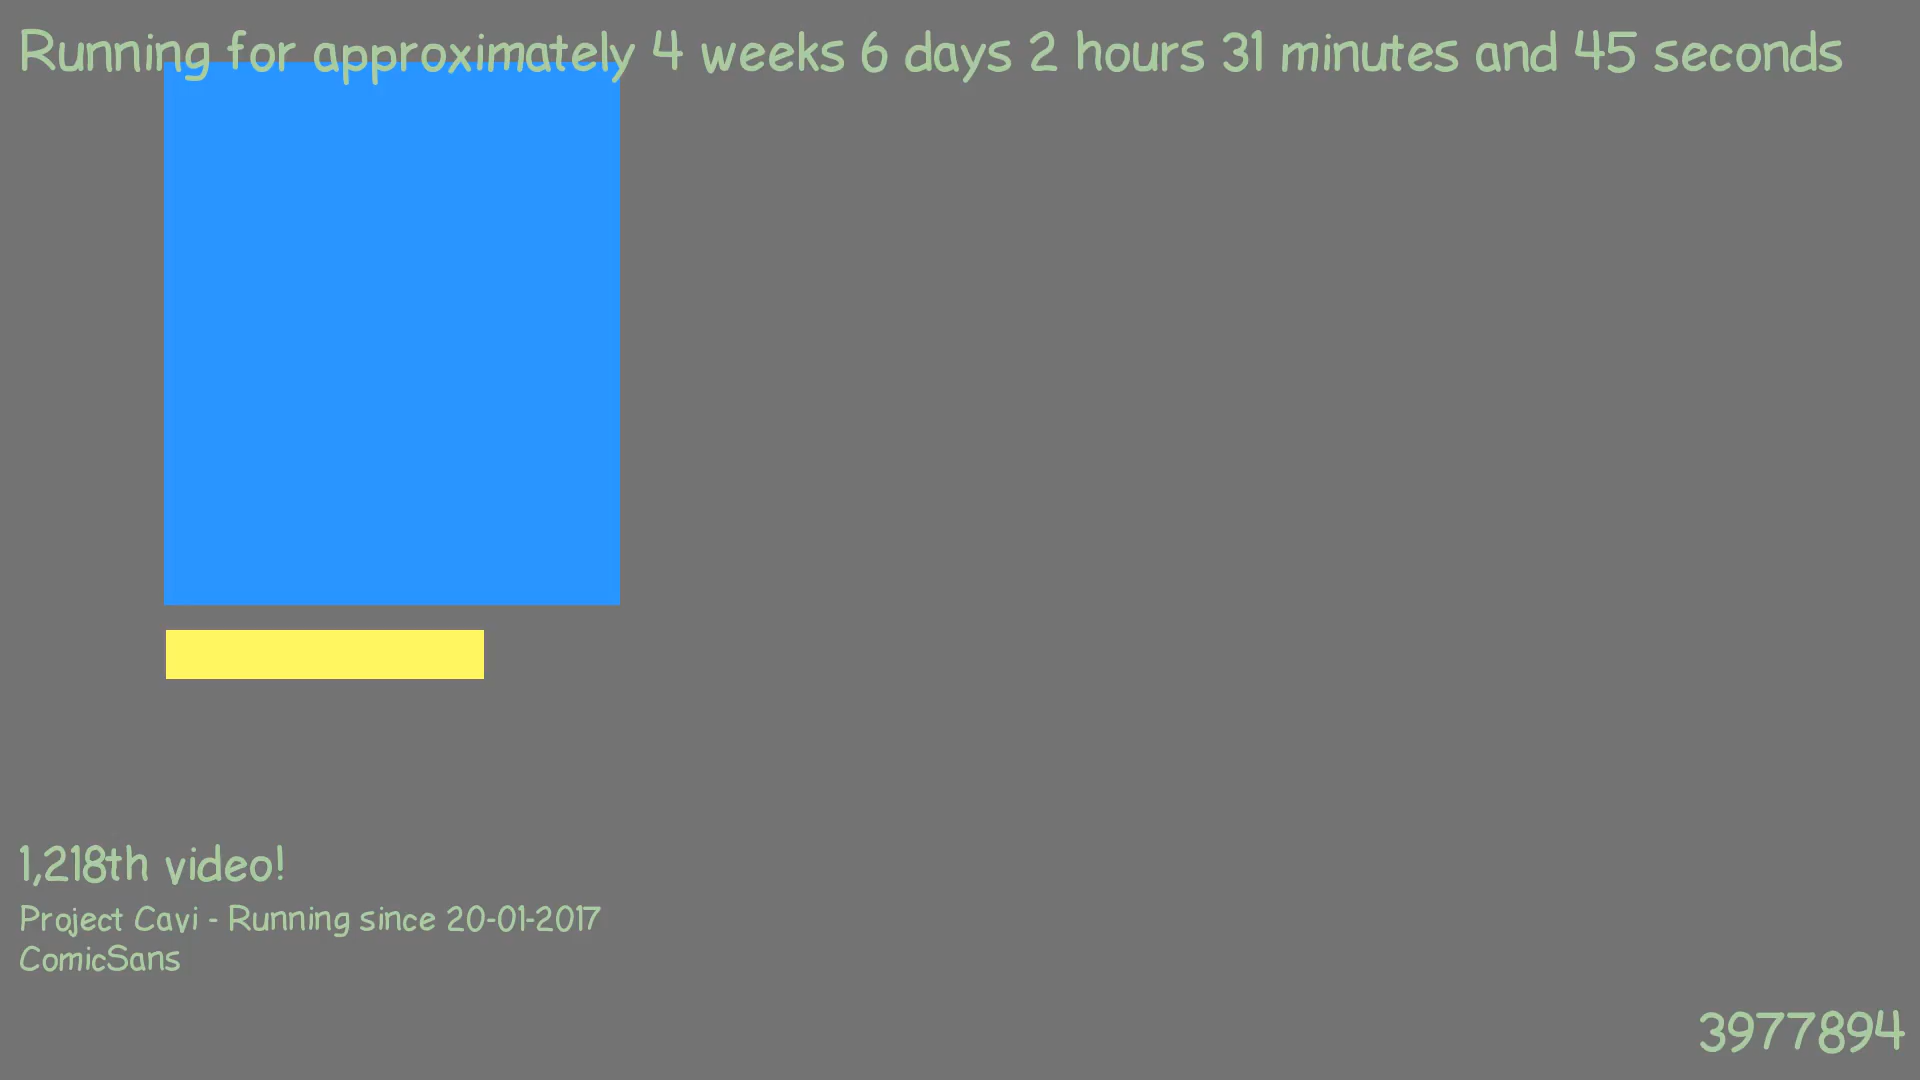 Running for approximately 4 weeks 6 days 2 hours 31 minutes and 45 seconds
1,218th video!
Project Cavi - Running since 20-01-2017
ComicSans
3977894